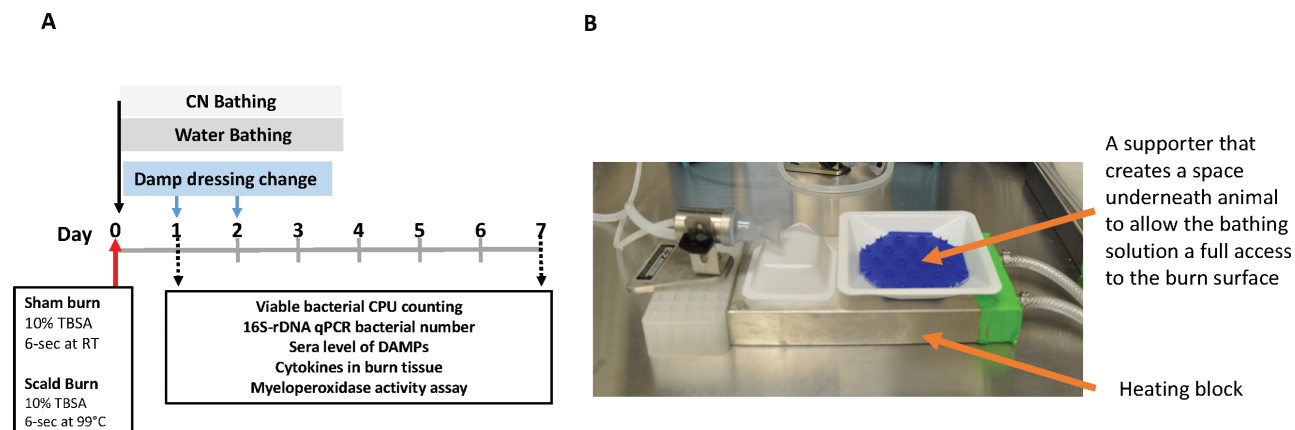 A
B
CN Bathing
Water Bathing
Damp dressing change
Day 0 1 2 3 4 5 6 7
Sham burn
10% TBSA
6-sec at RT
Scald Burn
10% TBSA
6-sec at 99°C
Viable bacterial CPU counting
16S-rDNA qPCR bacterial number
Sera level of DAMPs
Cytokines in burn tissue
Myeloperoxidase activity assay
A supporter that
creates a space
underneath animal
to allow the bathing
solution a full access
to the burn surface
Heating block